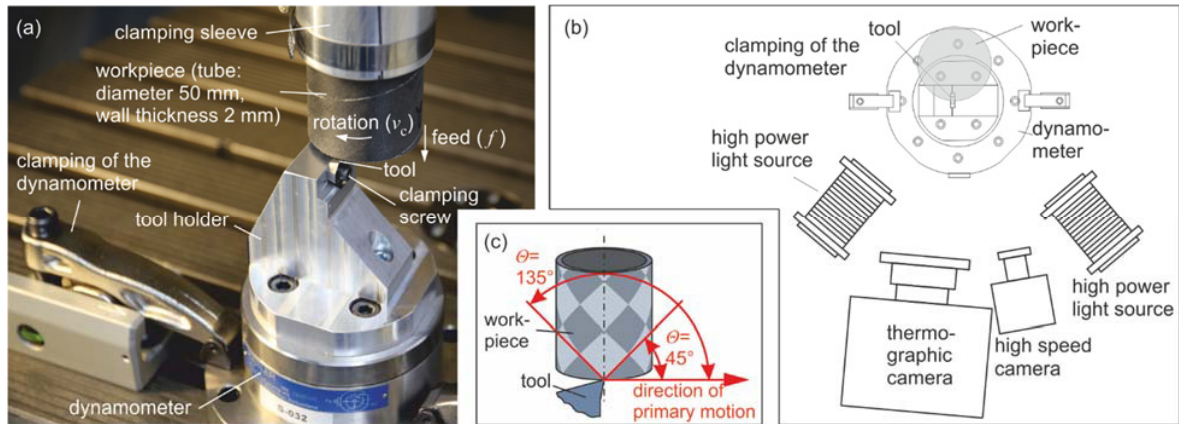 (a)
clamping sleeve
workpiece (tube:
diameter 50 mm,
wall thickness 2 mm)
rotation (vc)
feed (f)
clamping of the
dynamometer
tool
clamping
screw
tool holder
dynamometer
S-032
(b)
tool
work-
piece
clamping of the
dynamometer
high power
light source
dynamo-
meter
high power
light source
thermo-
graphic
camera
high speed
camera
(c)
Θ=
135°
work-
piece
Θ=
45°
tool
direction of
primary motion